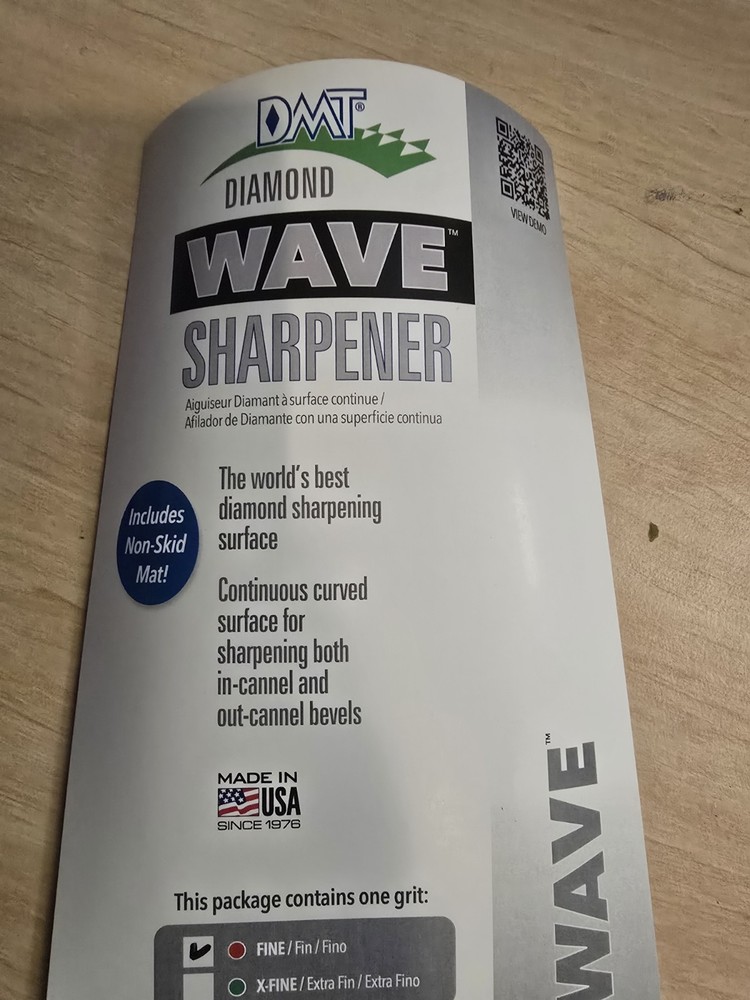 DMT®
DIAMOND
WAVE™
SHARPENER
Aiguiseur Diamant à surface continue /
Afilador de Diamante con una superficie continua
VIEW DEMO
Includes
Non-Skid
Mat!
The world's best
diamond sharpening
surface
Continuous curved
surface for
sharpening both
in-cannel and
out-cannel bevels
MADE IN
USA
SINCE 1976
This package contains one grit:
FINE / Fin / Fino
X-FINE / Extra Fin / Extra Fino
WAVE™